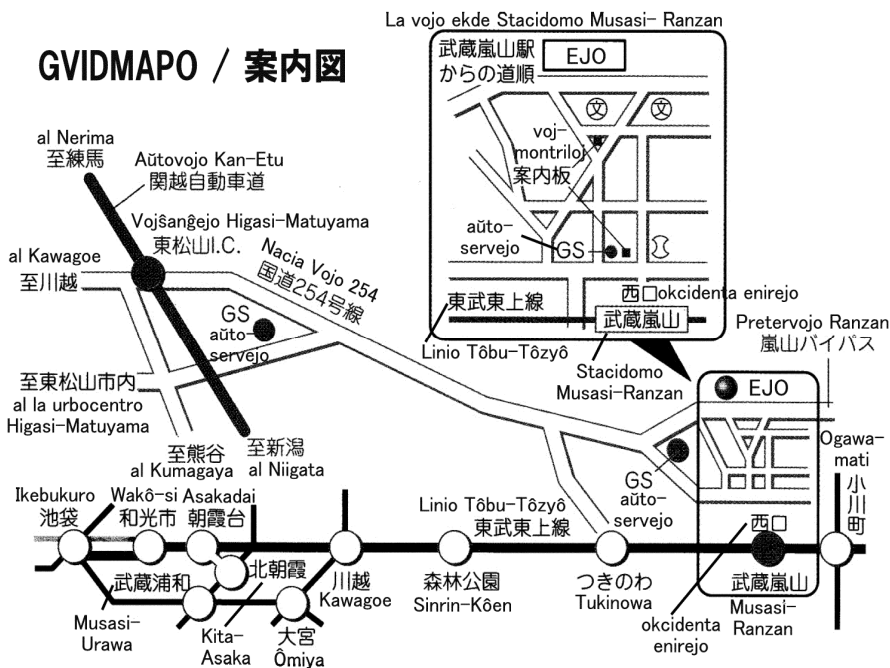 La vojo ekde Stacidomo Musasi-Ranzan
GVIDMAPO / 案内図
武蔵嵐山駅
からの道順
EJO
文
文
voj-
montriloj
案内板
aŭto-
servejo
GS
西口okcidenta enirejo
東武東上線
武蔵嵐山
Linio Tôbu-Tôzyô
Stacidomo
Musasi-Ranzan
al Nerima
至練馬
Aŭtovojo Kan-Etu
関越自動車道
Vojŝanĝejo Higasi-Matuyama
東松山I.C.
al Kawagoe
至川越
Nacia Vojo 254
国道254号線
GS
aŭto-
servejo
至東松山市内
al la urbocentro
Higasi-Matuyama
至熊谷
al Kumagaya
至新潟
al Niigata
Pretervojo Ranzan
嵐山バイパス
EJO
GS
aŭto-
servejo
Ogawa-
mati
小川町
Ikebukuro
池袋
Wakô-si
和光市
Asakadai
朝霞台
Linio Tôbu-Tôzyô
東武東上線
西口
武蔵浦和
Musasi-
Urawa
北朝霞
Kita-
Asaka
大宮
Ômiya
川越
Kawagoe
森林公園
Sinrin-Kôen
つきのわ
Tukinowa
okcidenta
enirejo
武蔵嵐山
Musasi-
Ranzan